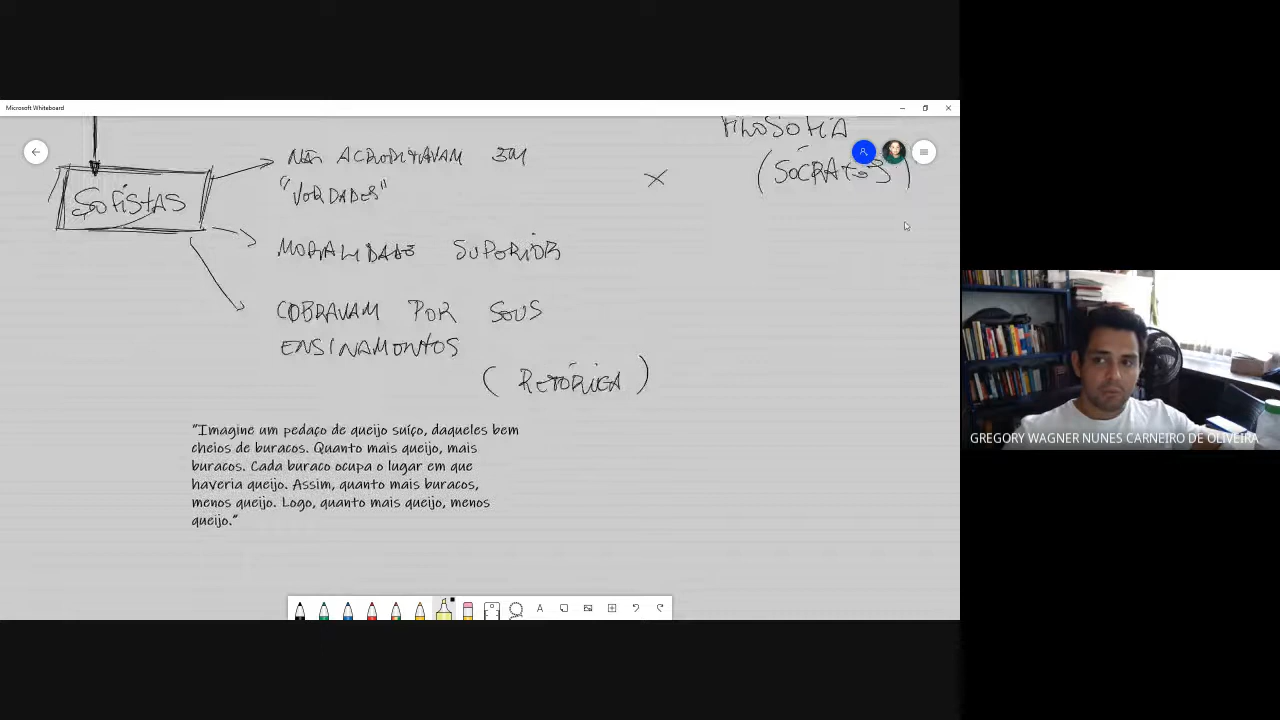 Microsoft Whiteboard
FILOSOFIA
(SÓCRATES)
NÃO ACREDITAVAM EM
"VERDADES"
X
SOFISTAS
MORALIDADE SUPERIOR
COBRAVAM POR SEUS
ENSINAMENTOS
(RETÓRICA)
"Imagine um pedaço de queijo suíço, daqueles bem
cheios de buracos. Quanto mais queijo, mais
buracos. Cada buraco ocupa o lugar em que
haveria queijo. Assim, quanto mais buracos,
menos queijo. Logo, quanto mais queijo, menos
queijo."
A
GREGORY WAGNER NUNES CARNEIRO DE OLIVEIRA